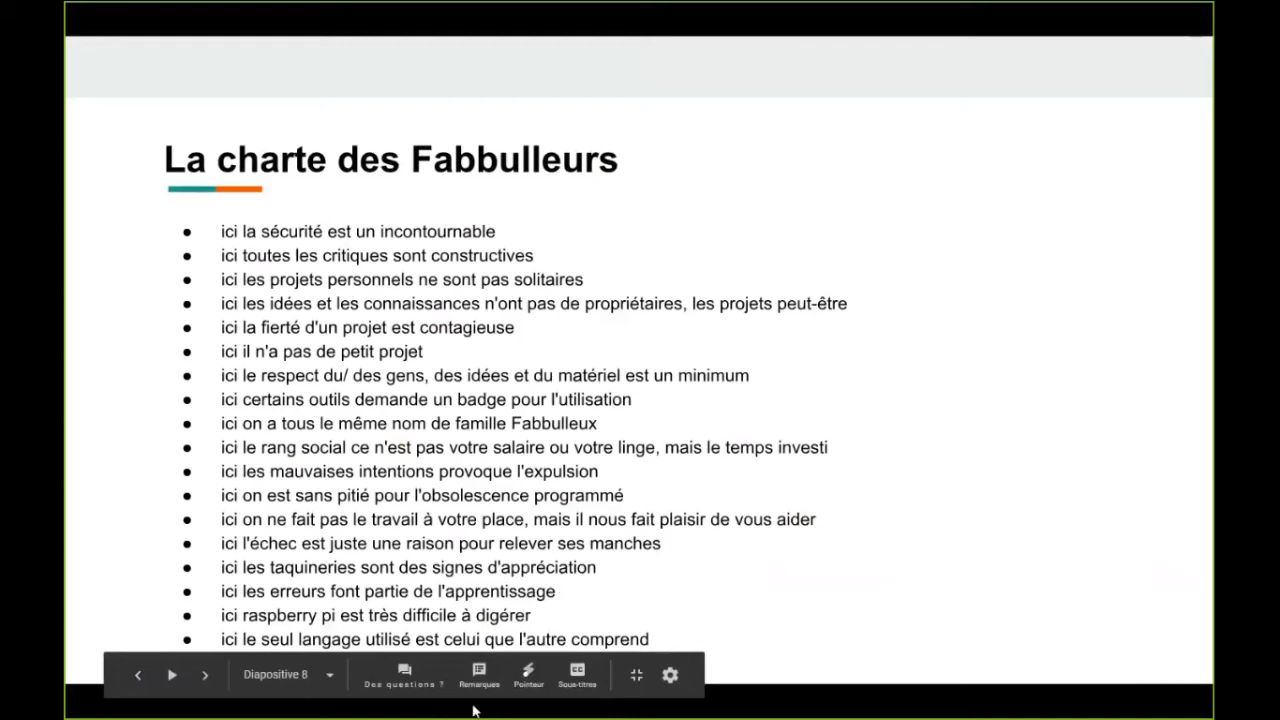 La charte des Fabbulleurs
● ici la sécurité est un incontournable
● ici toutes les critiques sont constructives
● ici les projets personnels ne sont pas solitaires
● ici les idées et les connaissances n'ont pas de propriétaires, les projets peut-être
● ici la fierté d'un projet est contagieuse
● ici il n'a pas de petit projet
● ici le respect du/ des gens, des idées et du matériel est un minimum
● ici certains outils demande un badge pour l'utilisation
● ici on a tous le même nom de famille Fabbulleux
● ici le rang social ce n'est pas votre salaire ou votre linge, mais le temps investi
● ici les mauvaises intentions provoque l'expulsion
● ici on est sans pitié pour l'obsolescence programmé
● ici on ne fait pas le travail à votre place, mais il nous fait plaisir de vous aider
● ici l'échec est juste une raison pour relever ses manches
● ici les taquineries sont des signes d'appréciation
● ici les erreurs font partie de l'apprentissage
● ici raspberry pi est très difficile à digérer
● ici le seul langage utilisé est celui que l'autre comprend
Diapositive 8
Des questions ?
Remarques
Pointeur
CC
Sous-titres